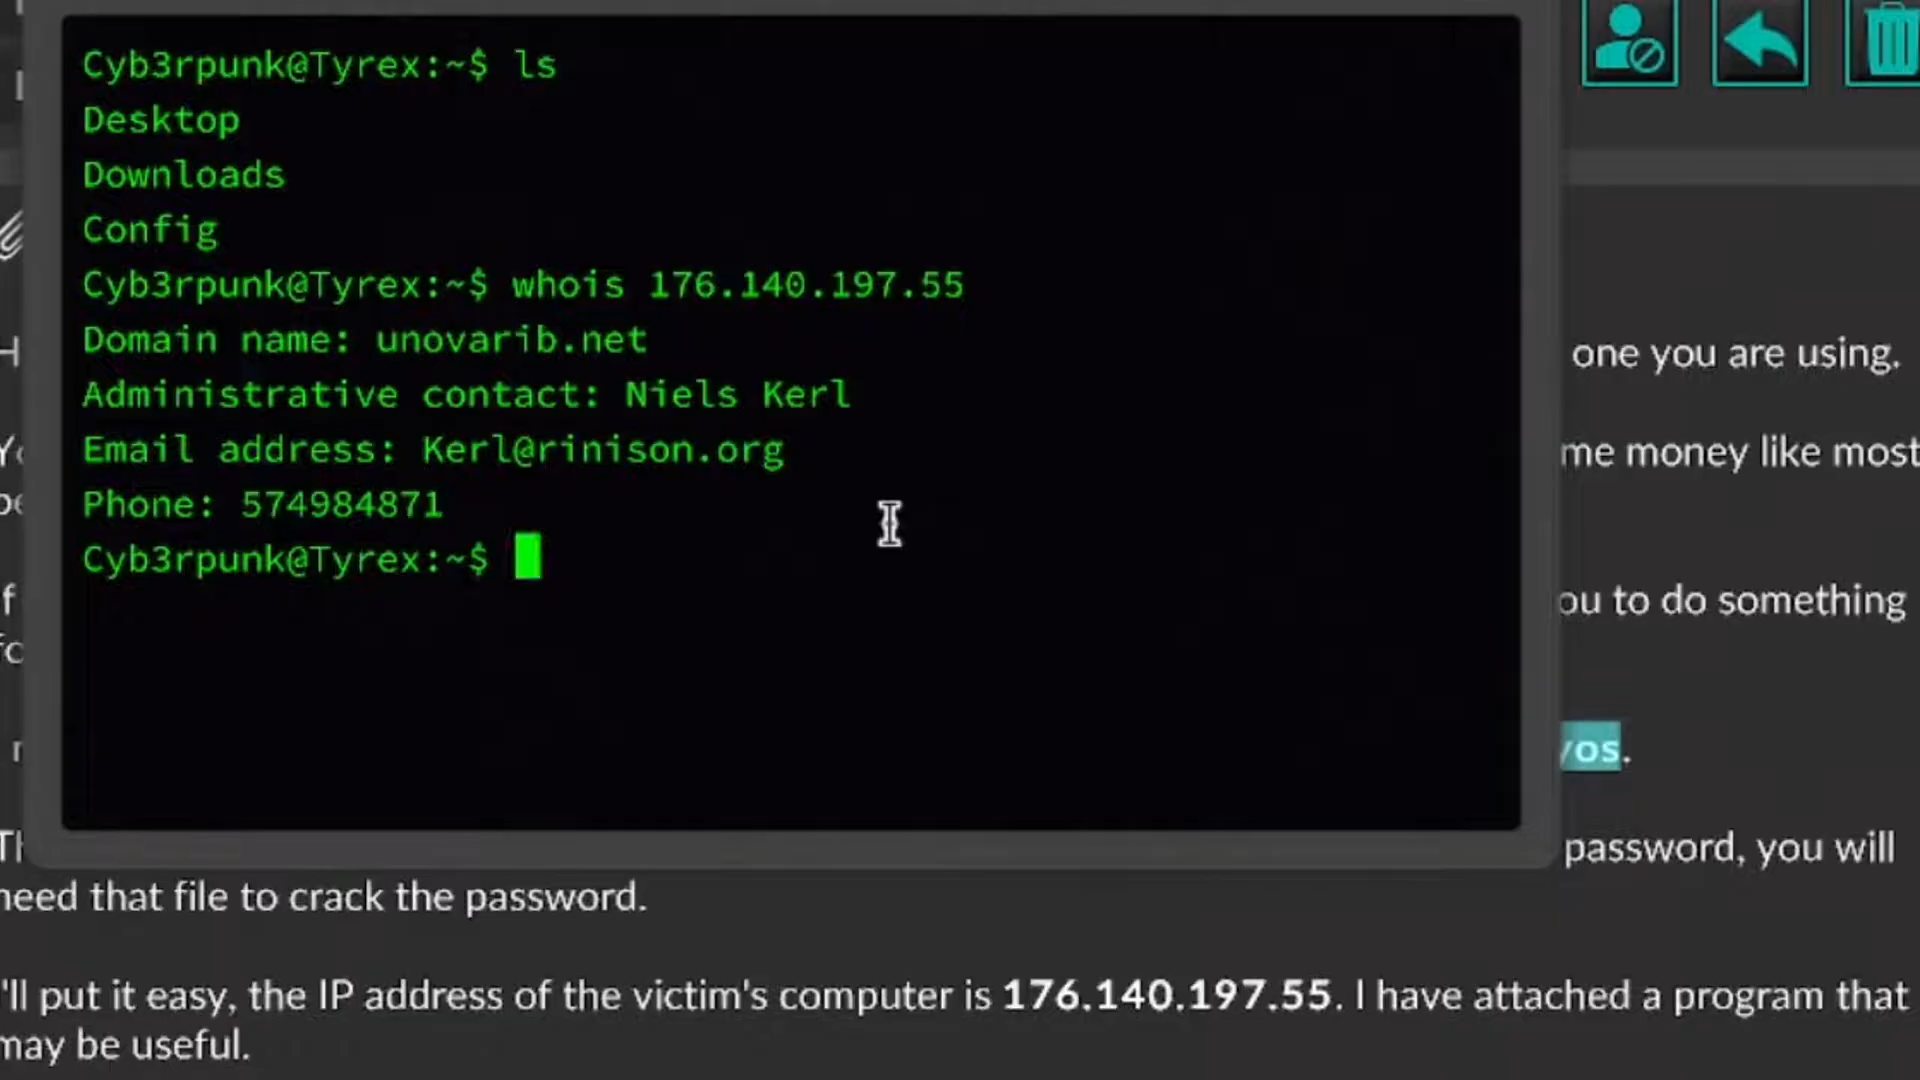 Cyb3rpunk@Tyrex:~$ ls
Desktop
Downloads
Config
Cyb3rpunk@Tyrex:~$ whois 176.140.197.55
Domain name: unovarib.net
Administrative contact: Niels Kerl
Email address: Kerl@rinison.org
Phone: 574984871
Cyb3rpunk@Tyrex:~$
one you are using.
me money like most
ou to do something
yos.
password, you will
need that file to crack the password.
'll put it easy, the IP address of the victim's computer is 176.140.197.55. I have attached a program that
may be useful.